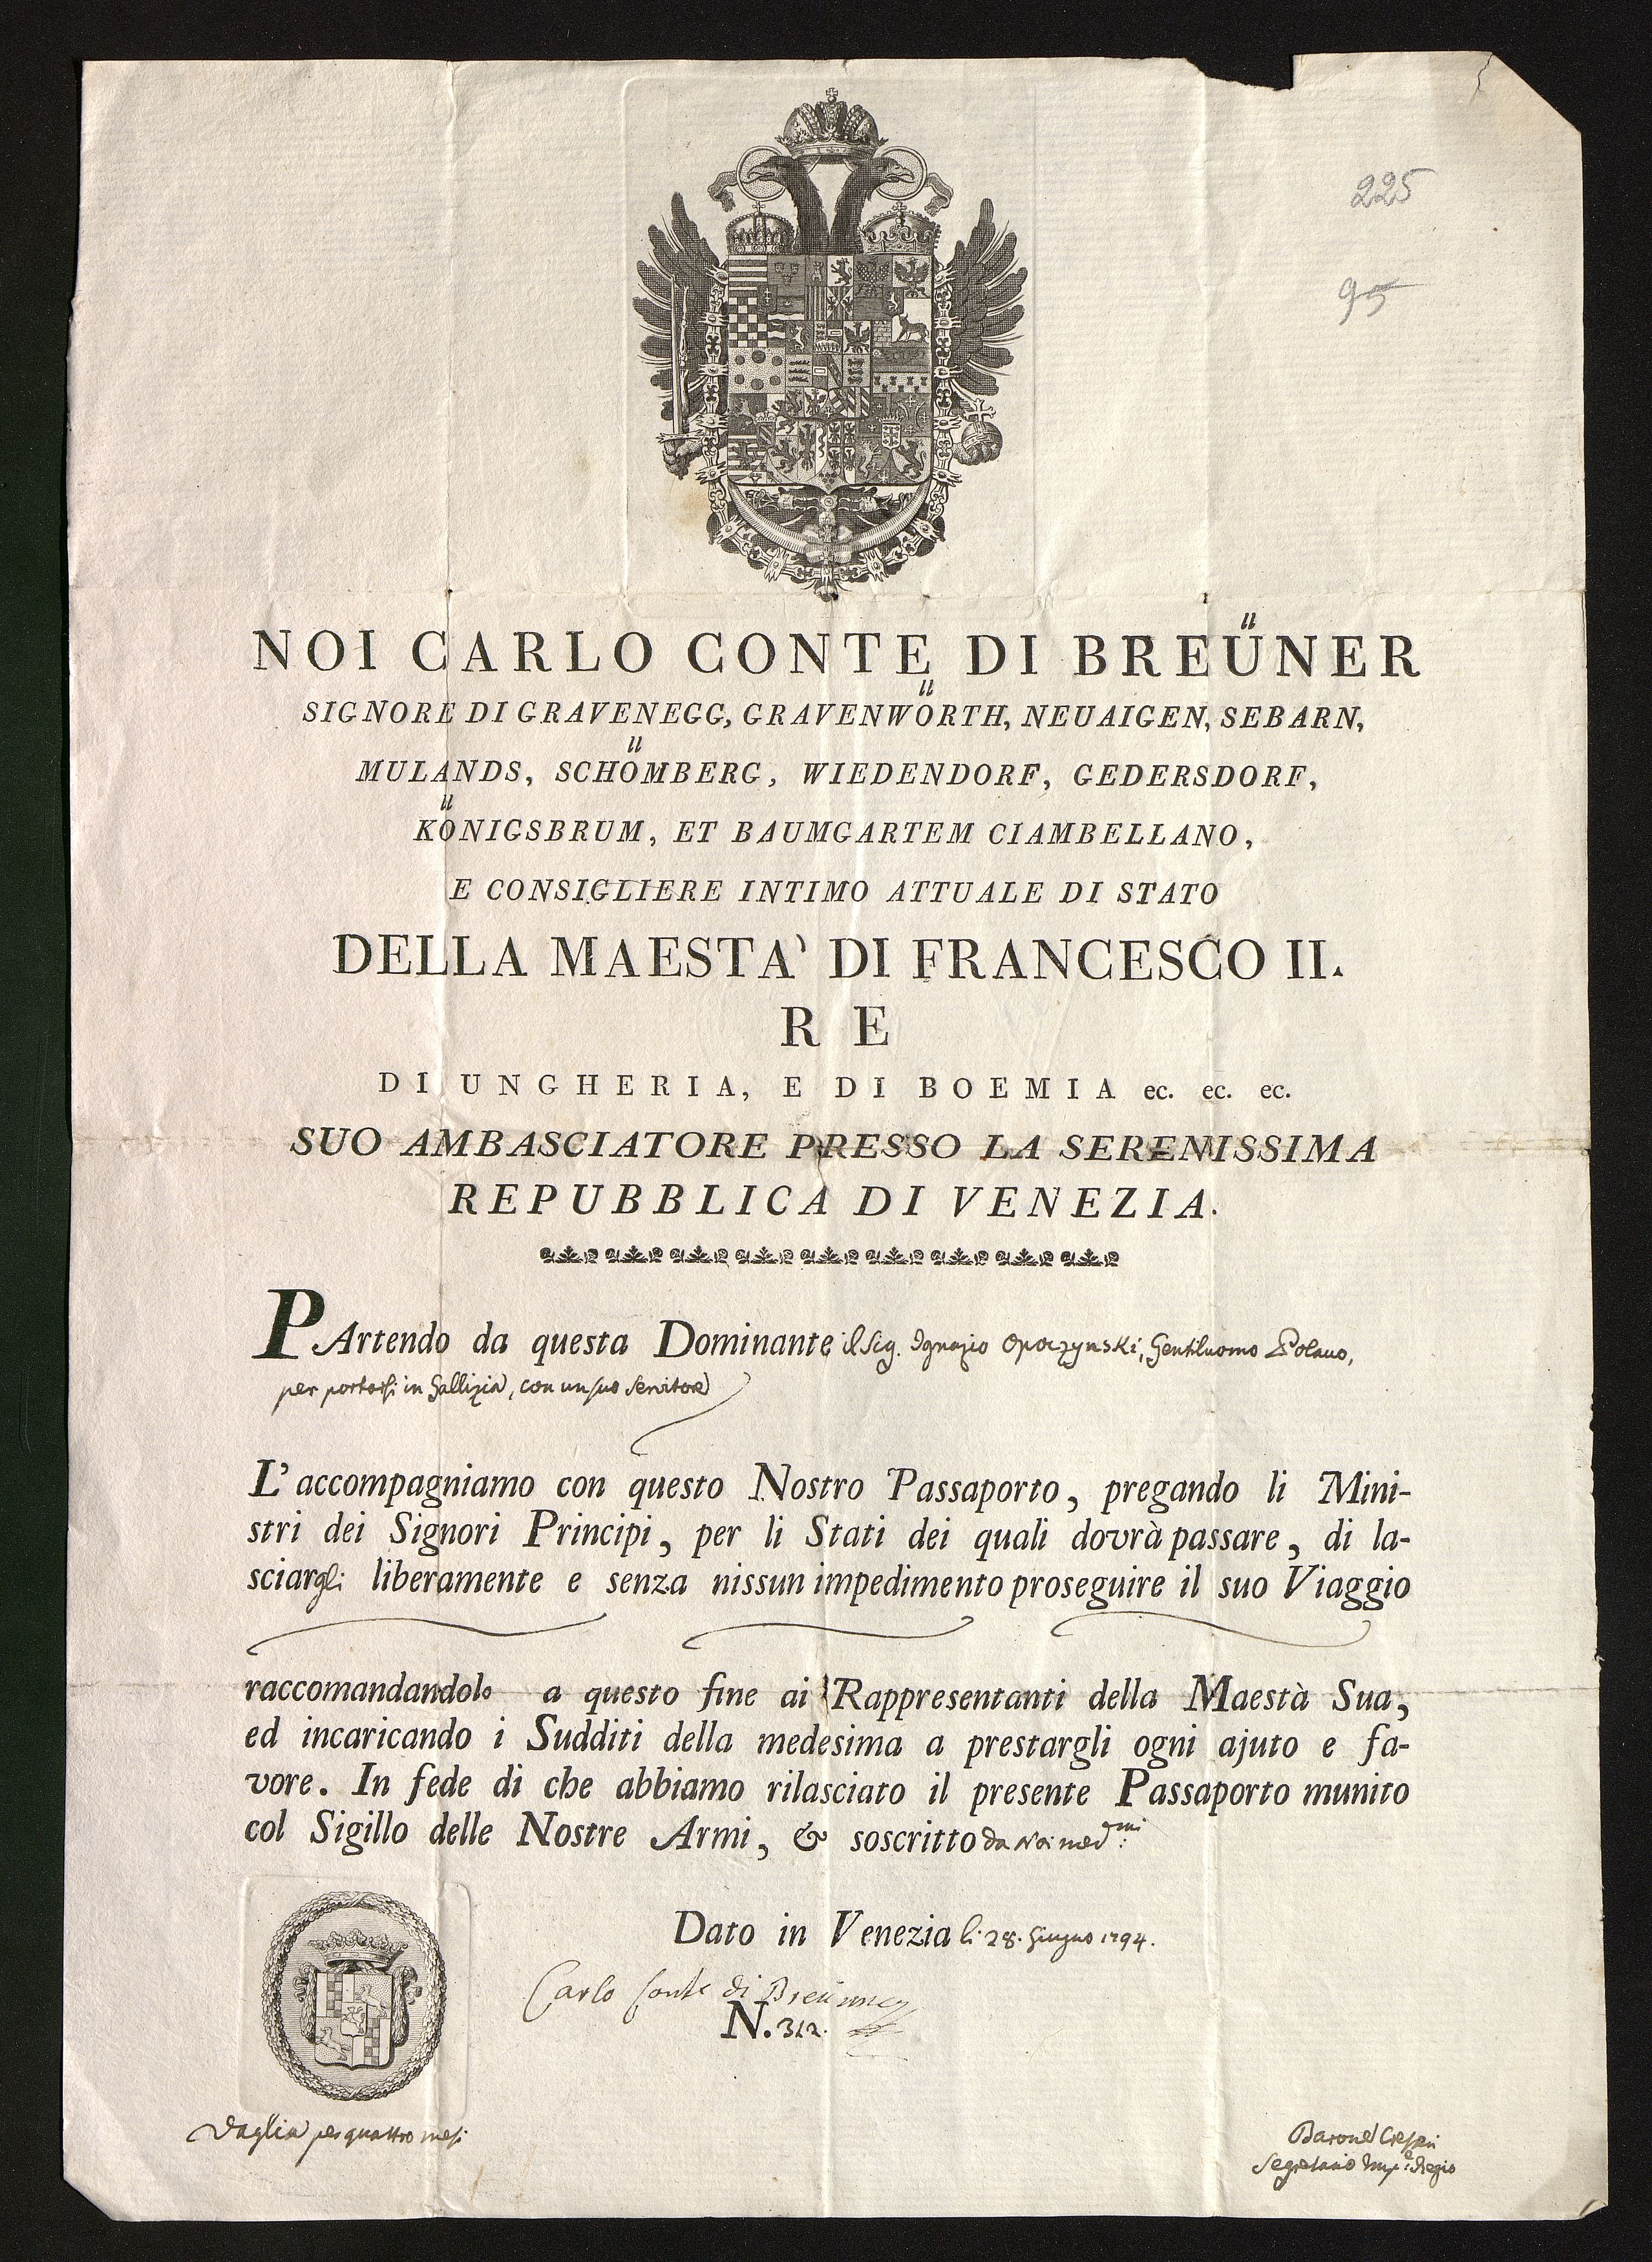 225
95
NOI CARLO CONTE DI BREÜNER
SIGNORE DI GRAVENEGG, GRAVENWÖRTH, NEUAIGEN, SEBARN,
MULANDS, SCHÖMBERG, WIEDENDORF, GEDERSDORF,
KÖNIGSBRUM, ET BAUMGARTEM CIAMBELLANO,
E CONSIGLIERE INTIMO ATTUALE DI STATO
DELLA MAESTA' DI FRANCESCO II.
RE
DI UNGHERIA, E DI BOEMIA ec. ec. ec.
SUO AMBASCIATORE PRESSO LA SERENISSIMA
REPUBBLICA DI VENEZIA.
PArtendo da questa Dominante il Sig. Ignazio Opoczynski, Gentiluomo Polano,
per portarsi in Gallizia, con un suo servitore
L'accompagniamo con questo Nostro Passaporto, pregando li Mini-
stri dei Signori Principi, per li Stati dei quali dovrà passare, di la-
sciargli liberamente e senza nissun impedimento proseguire il suo Viaggio
raccomandandolo a questo fine ai Rappresentanti della Maestà Sua,
ed incaricando i Sudditi della medesima a prestargli ogni ajuto e fa-
vore. In fede di che abbiamo rilasciato il presente Passaporto munito
col Sigillo delle Nostre Armi, & soscritto da Noi med.mi
Dato in Venezia li 28. Giugno 1794.
Carlo Conte di Breünner
N. 312.
Vaglia per quattro mesi
Barone
Segretario Imp.e Regio